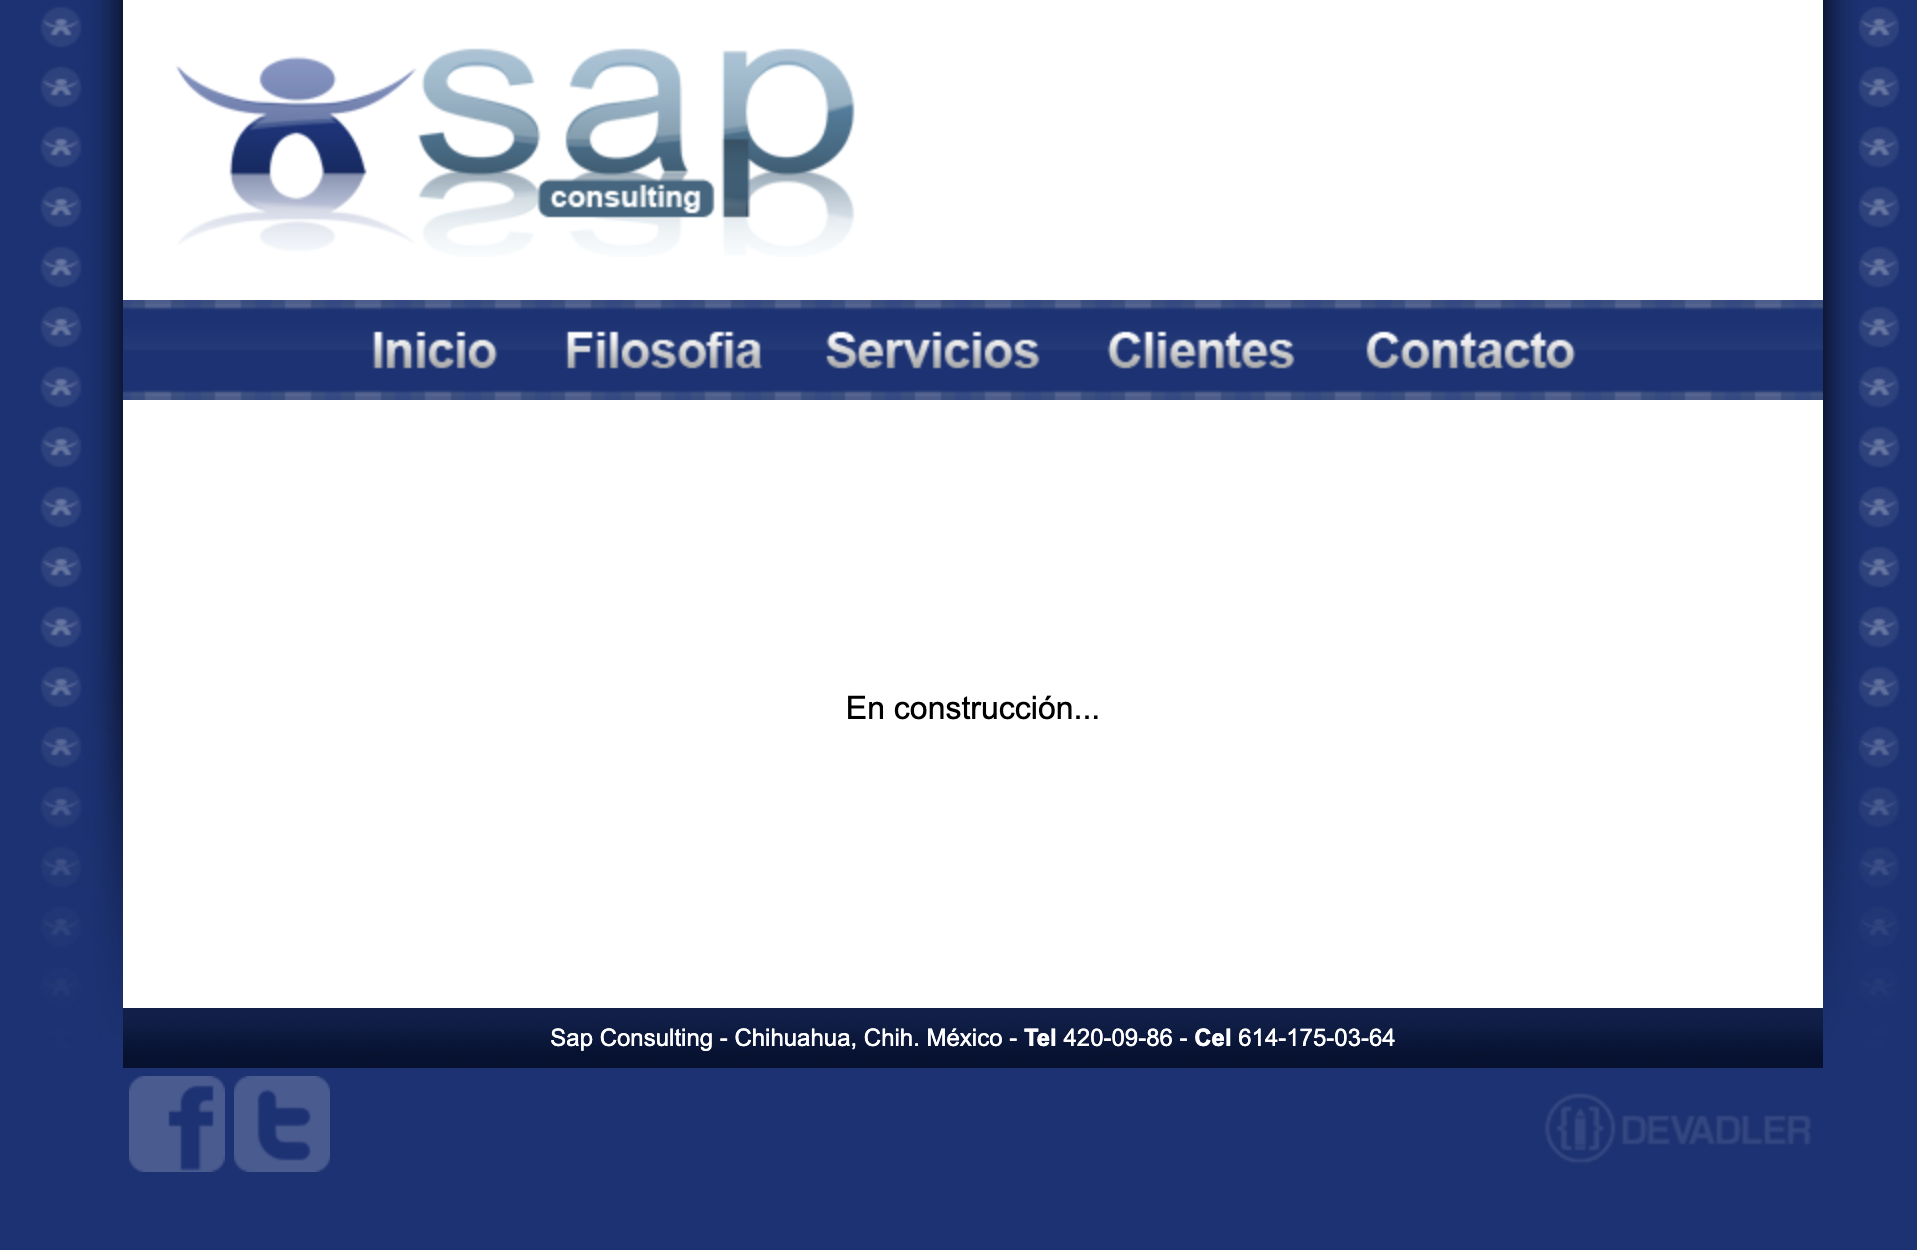 sap
consulting
Inicio Filosofia Servicios Clientes Contacto
En construcción...
Sap Consulting - Chihuahua, Chih. México - Tel 420-09-86 - Cel 614-175-03-64
f t
DEVADLER